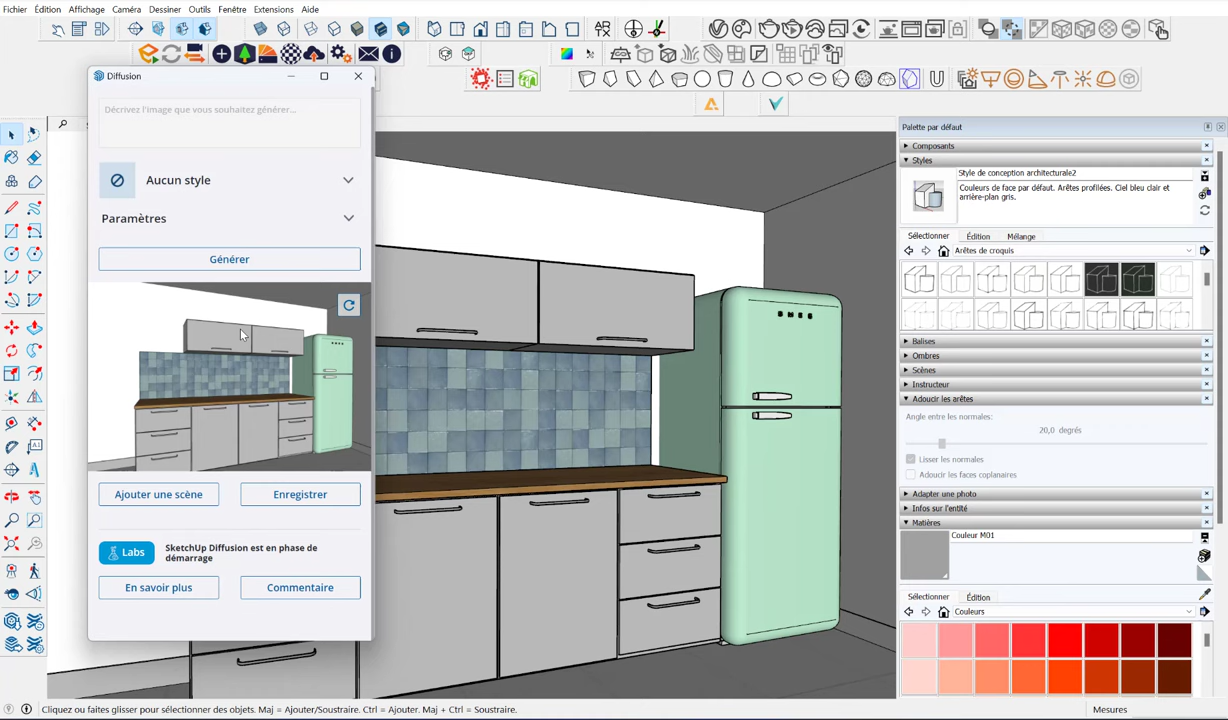 Fichier Édition Affichage Caméra Dessiner Outils Fenêtre Extensions Aide
AR
Diffusion
Décrivez l'image que vous souhaitez générer...
Aucun style
Paramètres
Générer
Ajouter une scène Enregistrer
Labs
SketchUp Diffusion est en phase de
démarrage
En savoir plus Commentaire
SMEG
Palette par défaut
Composants
Styles
Style de conception architecturale2
Couleurs de face par défaut. Arêtes profilées. Ciel bleu clair et
arrière-plan gris.
Sélectionner Édition Mélange
Arêtes de croquis
Balises
Ombres
Scènes
Instructeur
Adoucir les arêtes
Angle entre les normales:
20,0 degrés
Lisser les normales
Adoucir les faces coplanaires
Adapter une photo
Infos sur l'entité
Matières
Couleur M01
Sélectionner Édition
Couleurs
Cliquez ou faites glisser pour sélectionner des objets. Maj = Ajouter/Soustraire. Ctrl = Ajouter. Maj + Ctrl = Soustraire.
Mesures